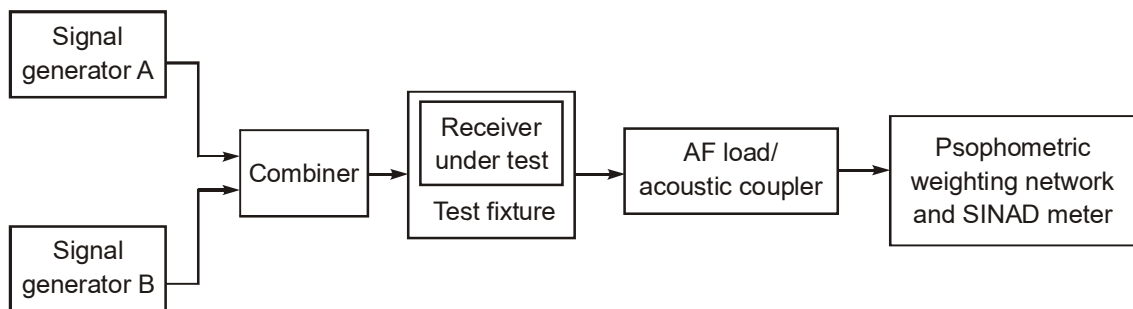 Signal
generator A
Signal
generator B
Combiner
Receiver
under test
Test fixture
AF load/
acoustic coupler
Psophometric
weighting network
and SINAD meter